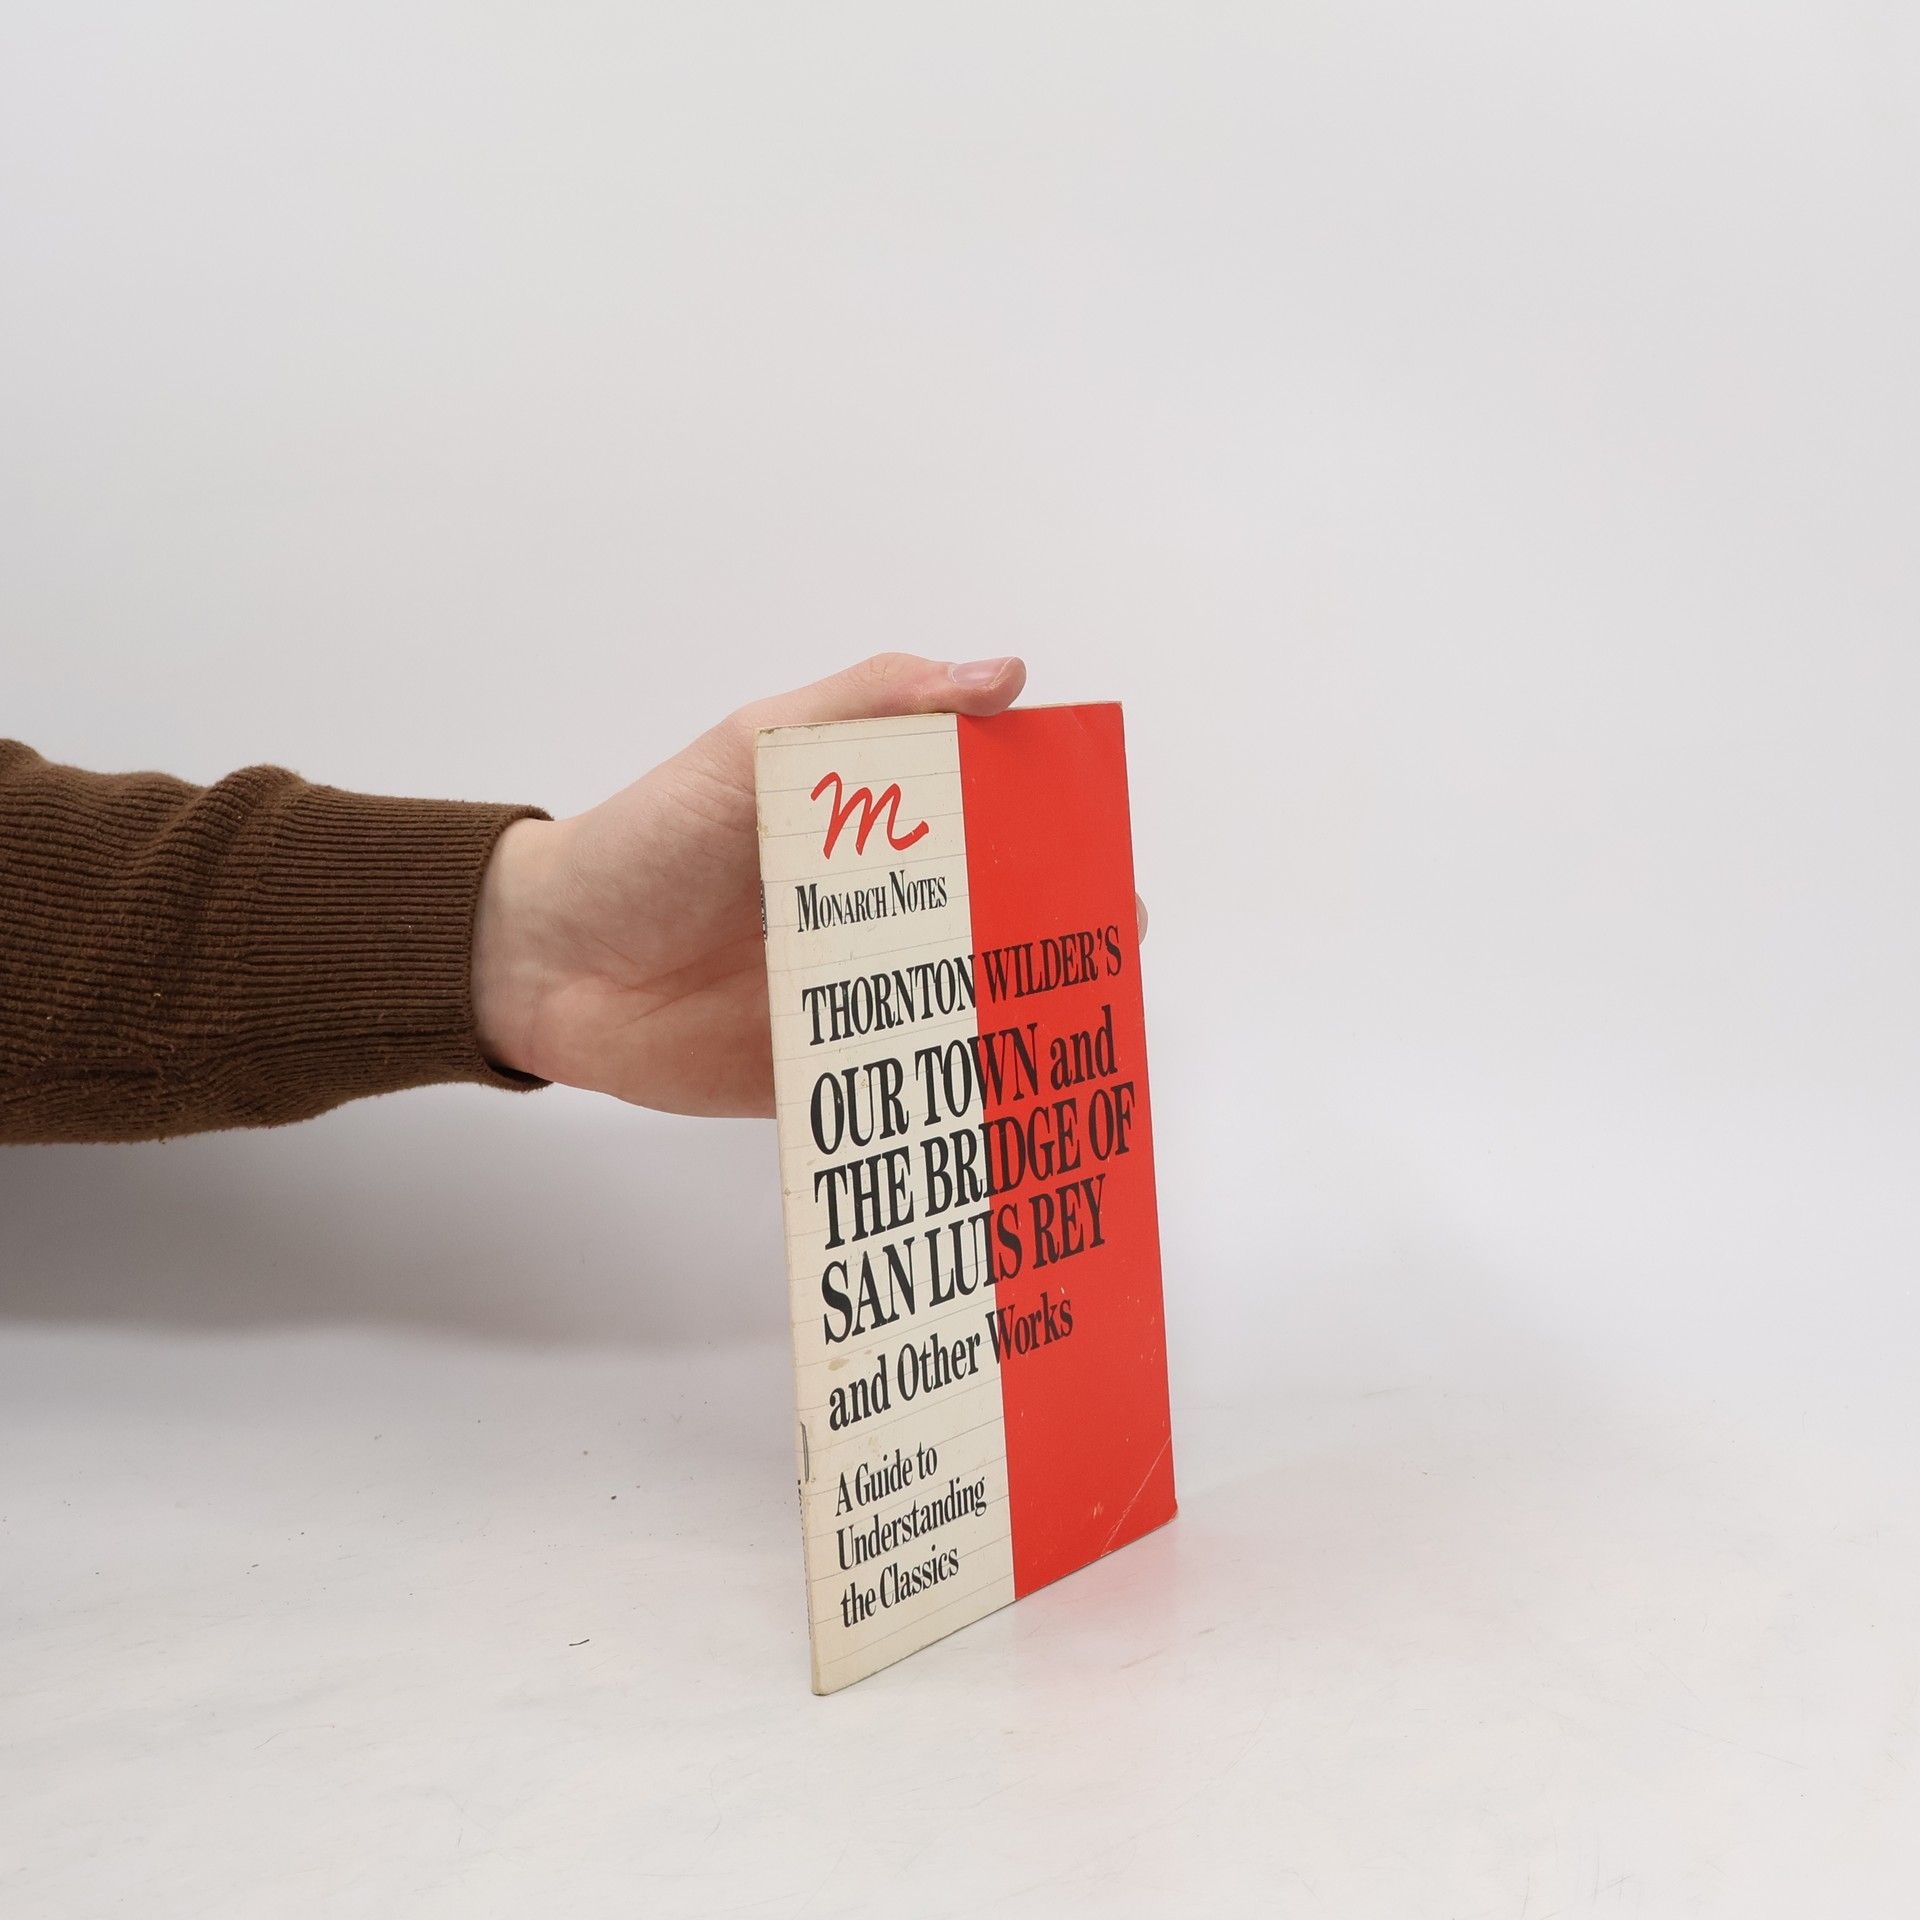 m
MONARCH NOTES
THORNTON WILDER'S
OUR TOWN and
THE BRIDGE OF
SAN LUIS REY
and Other Works
A Guide to
Understanding
the Classics